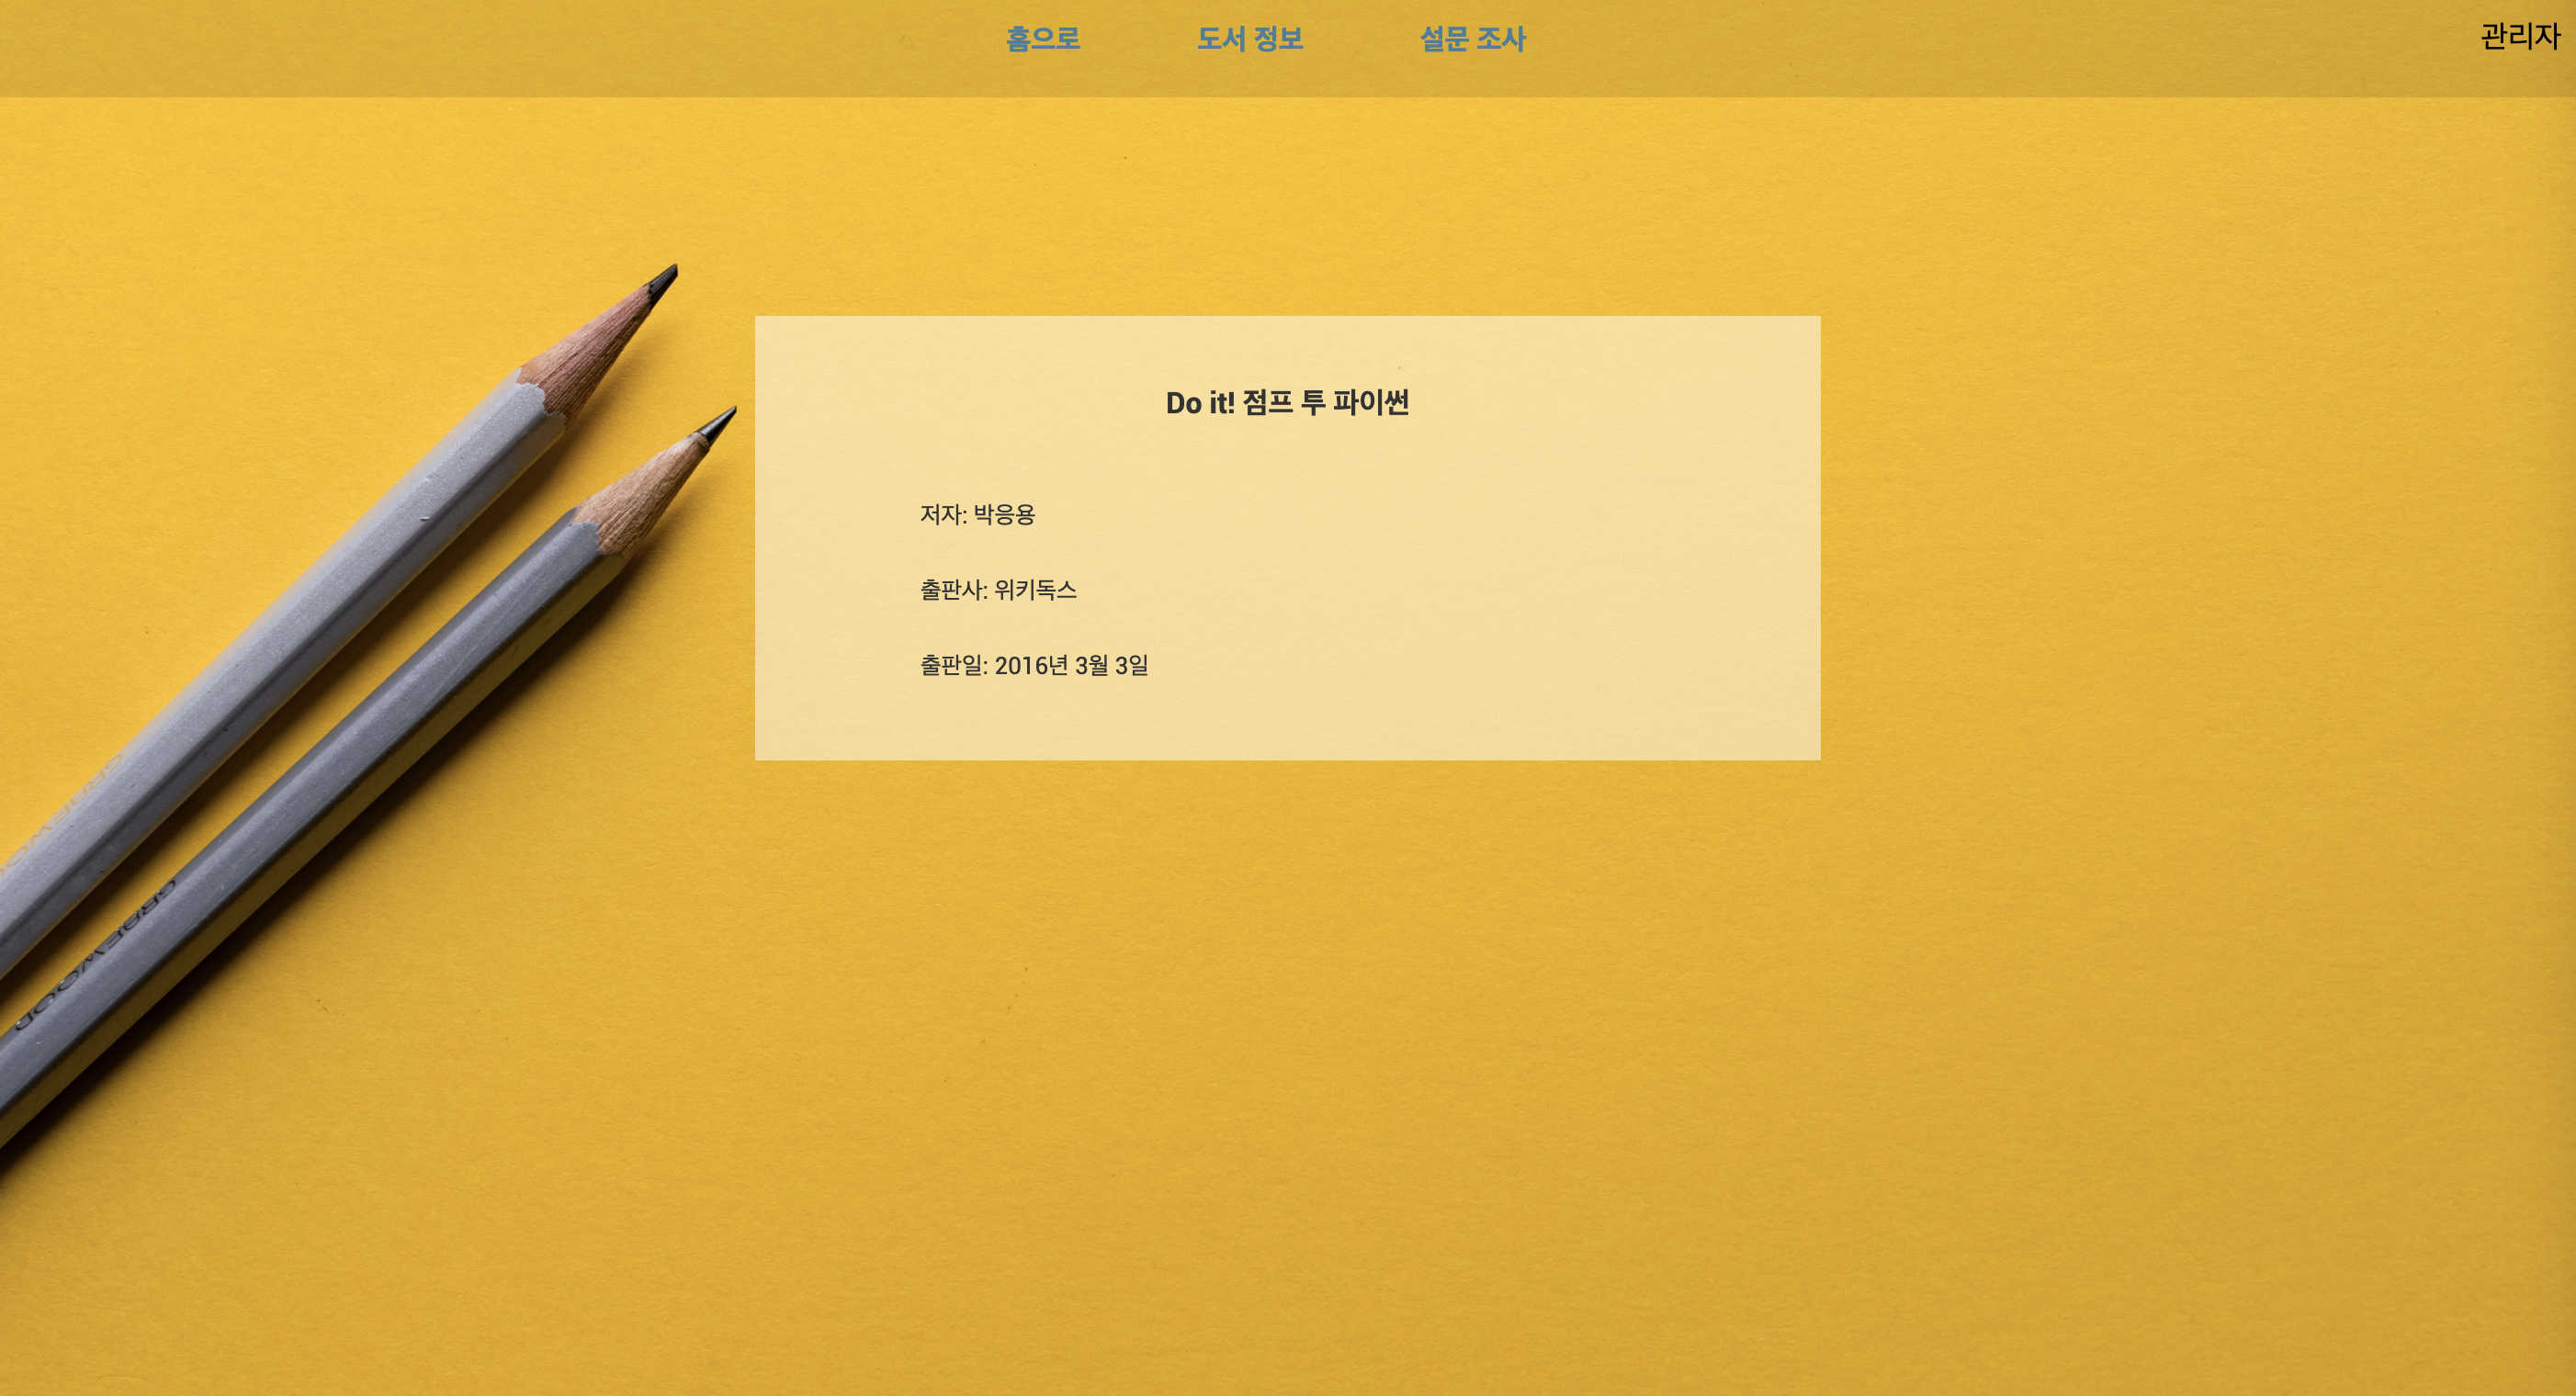 홈으로 도서 정보 설문 조사 관리자
Do it! 점프 투 파이썬
저자: 박응용
출판사: 위키독스
출판일: 2016년 3월 3일